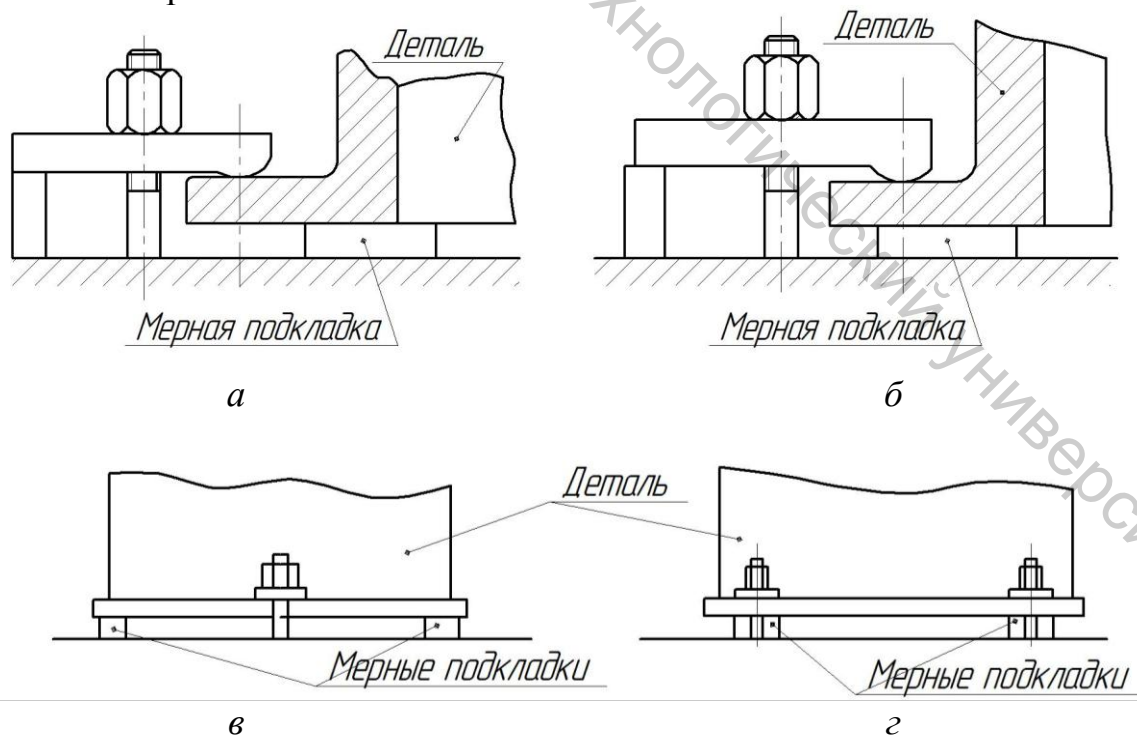 Деталь
Деталь
Мерная подкладка
Мерная подкладка
а
б
Деталь
Мерные подкладки
Мерные подкладки
в
г